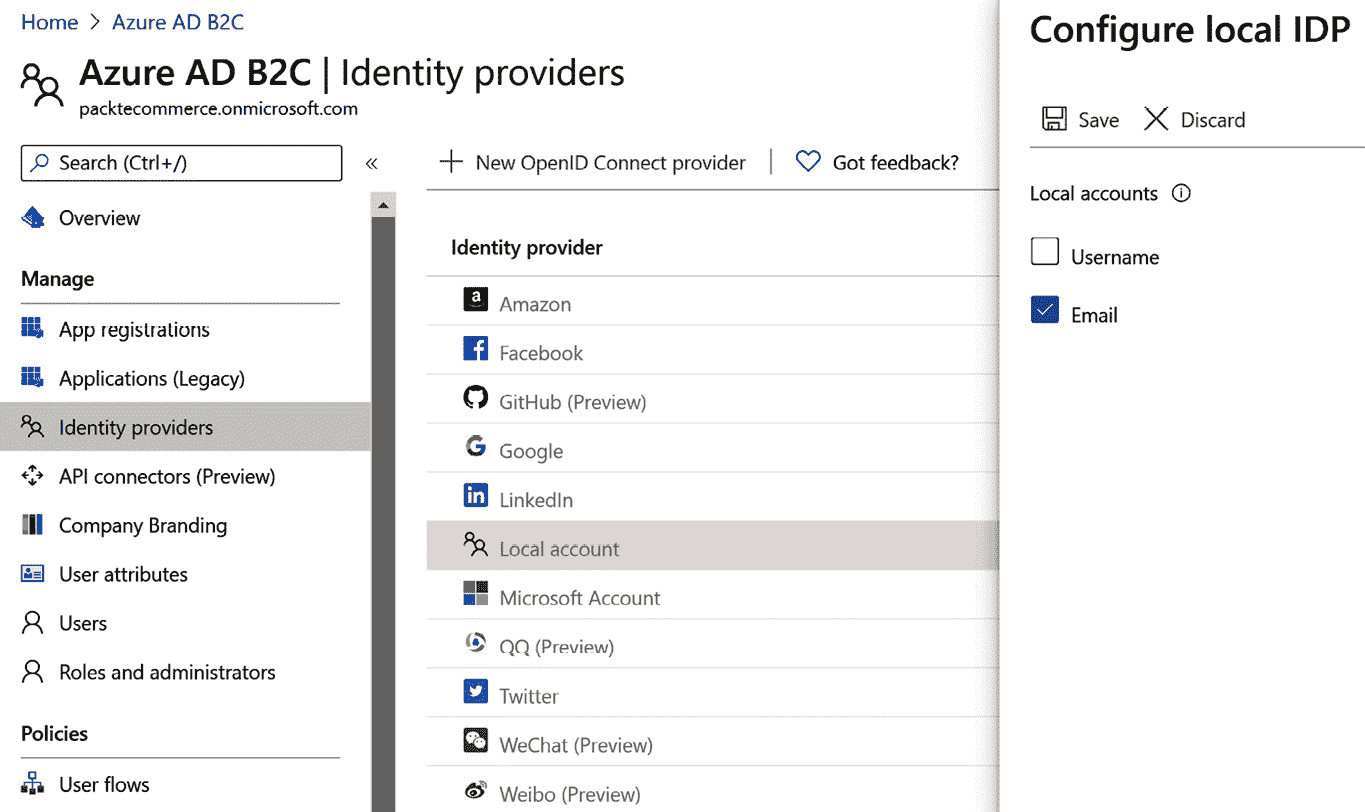 Home > Azure AD B2C
Azure AD B2C | Identity providers
packtecommerce.onmicrosoft.com
Search (Ctrl+/)
«
Overview
Manage
App registrations
Applications (Legacy)
Identity providers
API connectors (Preview)
Company Branding
User attributes
Users
Roles and administrators
Policies
User flows
New OpenID Connect provider
Got feedback?
Identity provider
Amazon
Facebook
GitHub (Preview)
Google
LinkedIn
Local account
Microsoft Account
QQ (Preview)
Twitter
WeChat (Preview)
Weibo (Preview)
Configure local IDP
Save
Discard
Local accounts
Username
Email